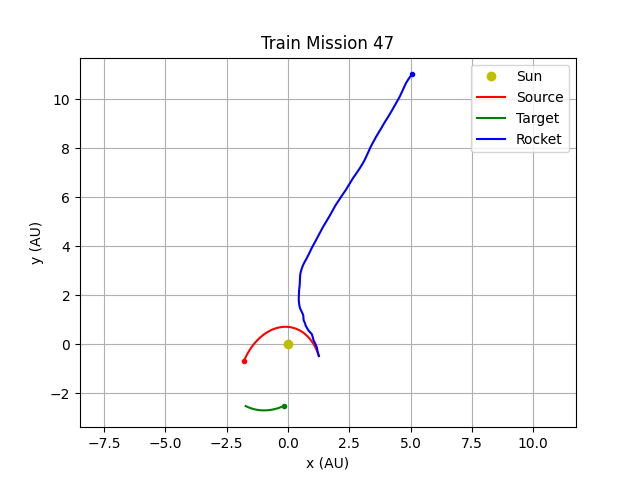 Train Mission 47
Sun
Source
Target
Rocket
10
8
6
4
2
0
−2
y (AU)
−7.5 −5.0 −2.5 0.0 2.5 5.0 7.5 10.0
x (AU)